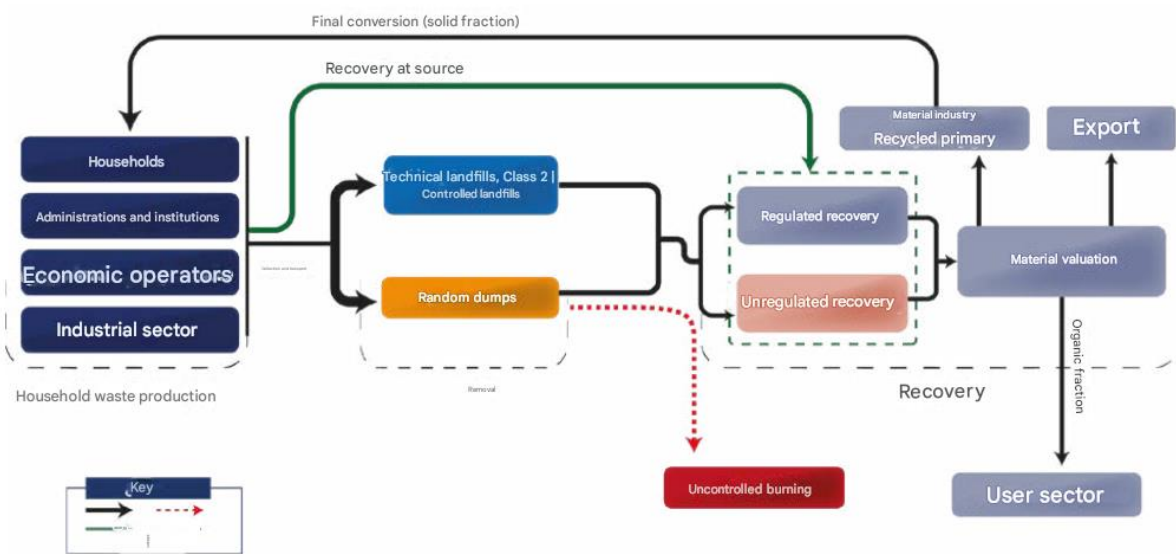 Final conversion (solid fraction)
Recovery at source
Material industry
Recycled primary
Export
Households
Administrations and institutions
Economic operators
Industrial sector
Technical landfills, Class 2 |
Controlled landfills
Random dumps
Regulated recovery
Unregulated recovery
Material valuation
Organic fraction
Removal
Recovery
Household waste production
Uncontrolled burning
User sector
Key